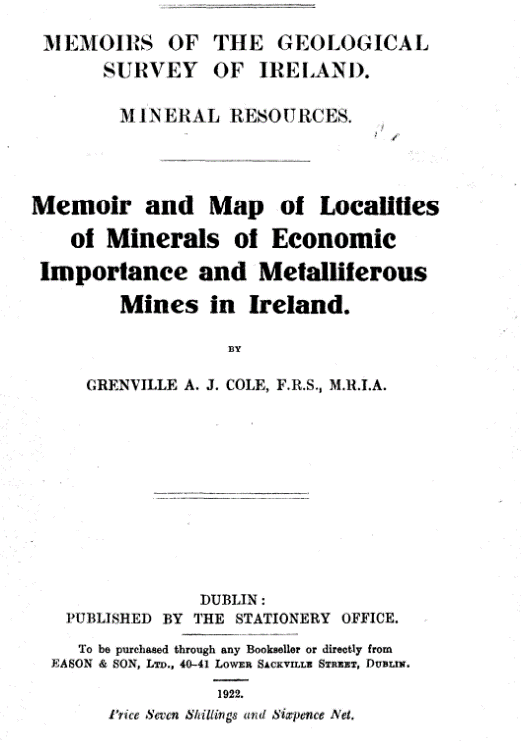 MEMOIRS OF THE GEOLOGICAL
SURVEY OF IRELAND.
MINERAL RESOURCES.
Memoir and Map of Localities
of Minerals of Economic
Importance and Metalliferous
Mines in Ireland.
BY
GRENVILLE A. J. COLE, F.R.S., M.R.I.A.
DUBLIN:
PUBLISHED BY THE STATIONERY OFFICE.
To be purchased through any Bookseller or directly from
EASON & SON, LTD., 40–41 LOWER SACKVILLE STREET, DUBLIN.
1922.
Price Seven Shillings and Sixpence Net.